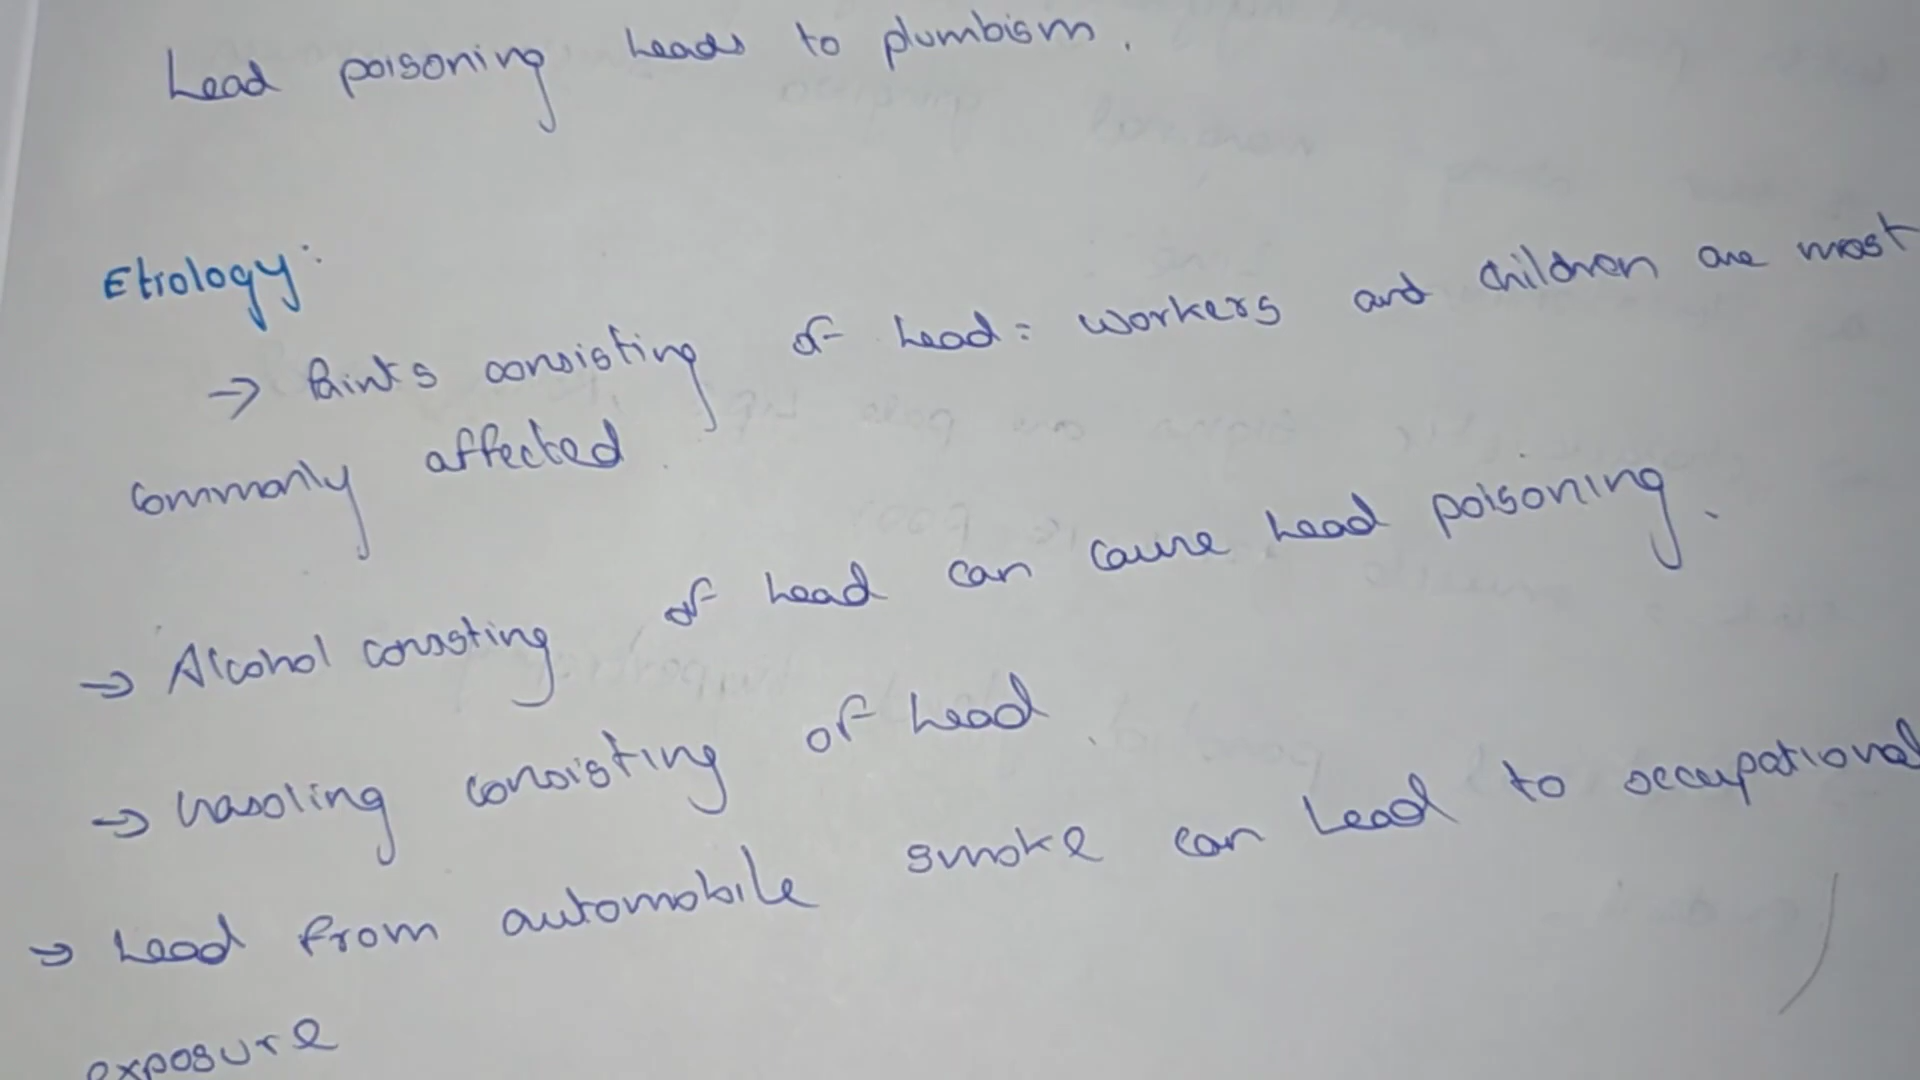 Lead poisoning leads to plumbism.
Etiology:
→ Paints consisting of Lead: workers and children are most
commonly affected.
→ Alcohol consisting of lead can cause lead poisoning.
→ Gasoling consisting of lead.
→ Lead from automobile smoke can lead to occupational
exposure